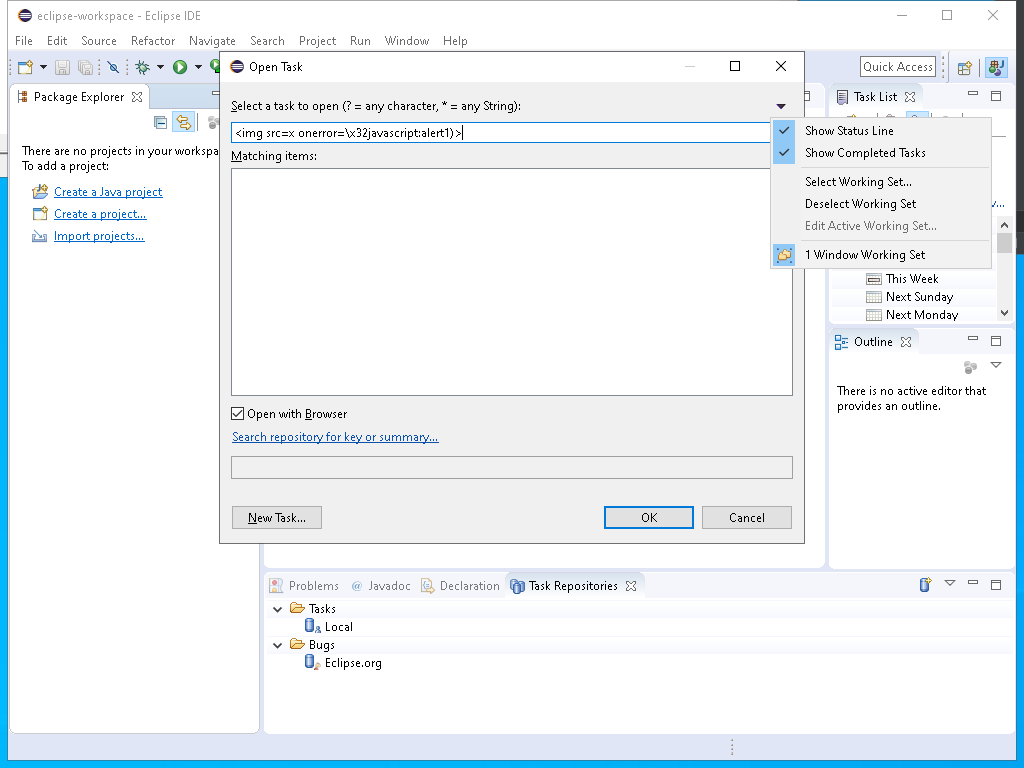 eclipse-workspace - Eclipse IDE
File Edit Source Refactor Navigate Search Project Run Window Help
Quick Access
Package Explorer
There are no projects in your workspa
To add a project:
Create a Java project
Create a project...
Import projects...
Open Task
Select a task to open (? = any character, * = any String):
<img src=x onerror=\x32javascript:alert1)>
Matching items:
Open with Browser
Search repository for key or summary...
New Task...
OK
Cancel
Task List
Show Status Line
Show Completed Tasks
Select Working Set...
Deselect Working Set
Edit Active Working Set...
1 Window Working Set
This Week
Next Sunday
Next Monday
Outline
There is no active editor that
provides an outline.
Problems @ Javadoc Declaration Task Repositories
Tasks
Local
Bugs
Eclipse.org